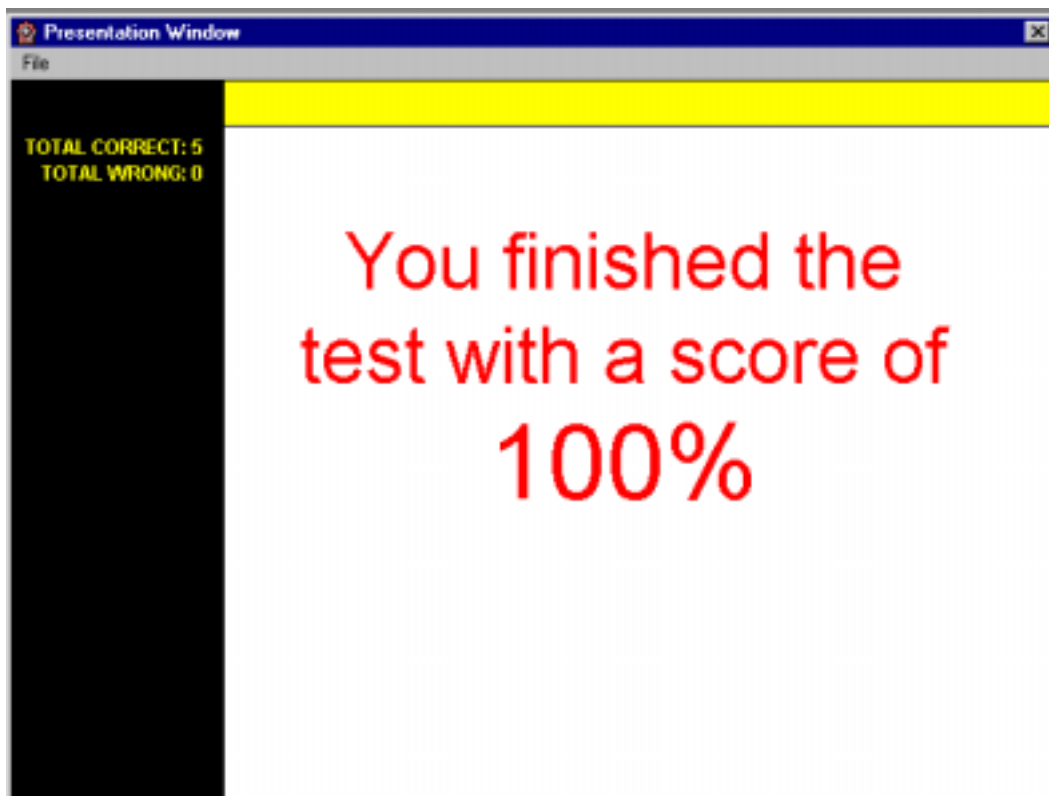 Presentation Window
File
TOTAL CORRECT: 5
TOTAL WRONG: 0
You finished the
test with a score of
100%